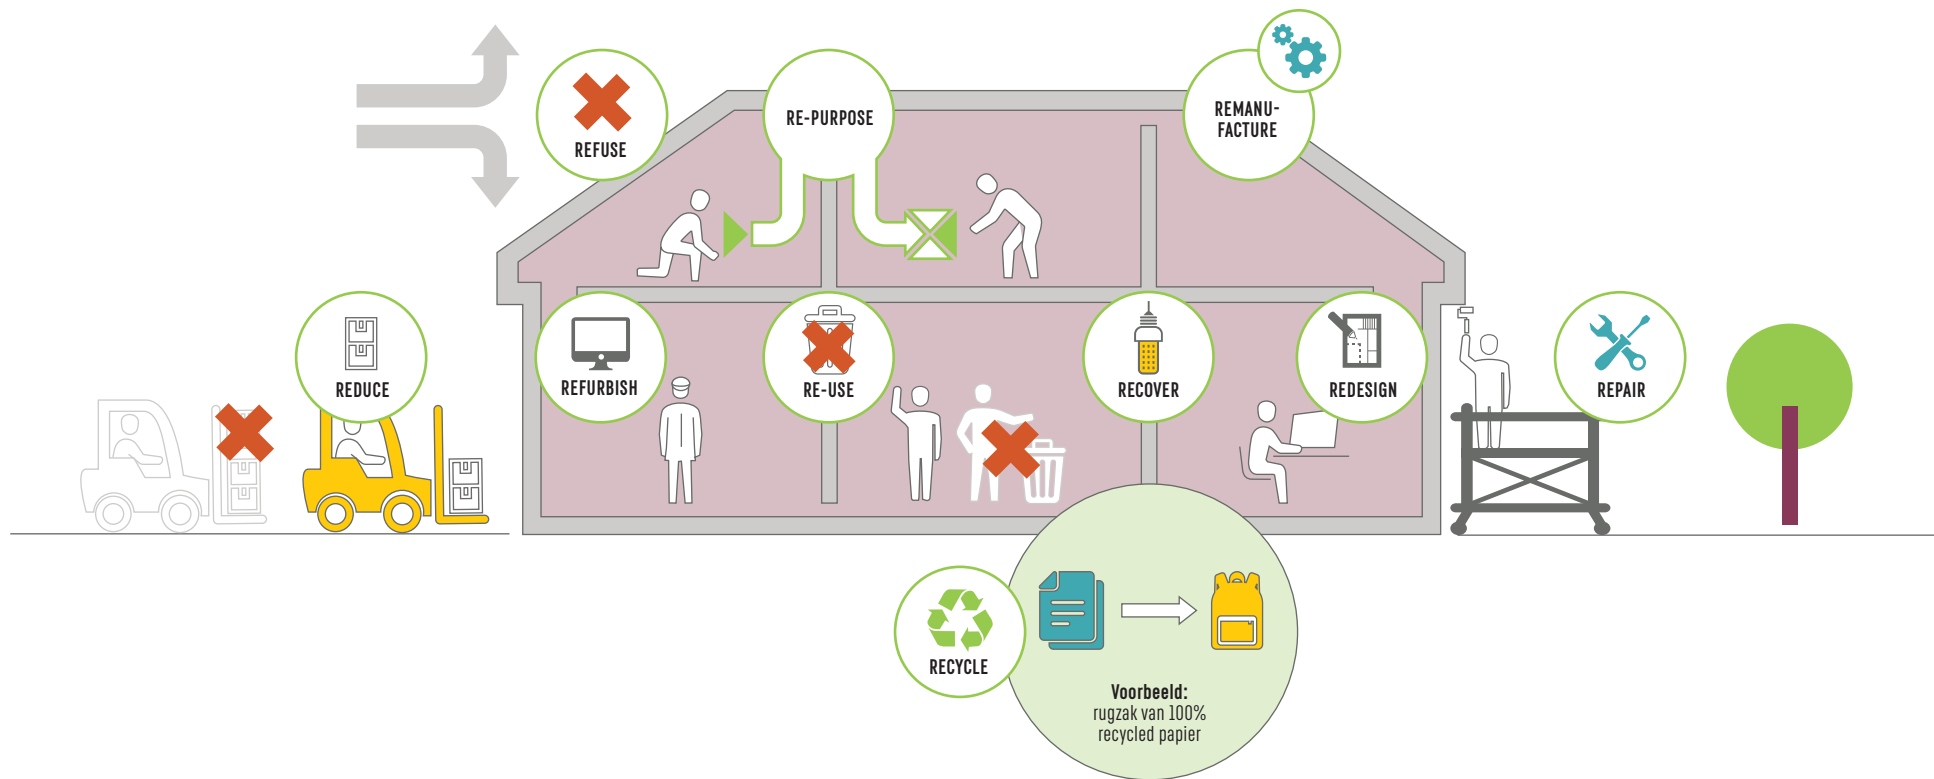 REFUSE
RE-PURPOSE
REMANU-
FACTURE
REDUCE
REFURBISH
RE-USE
RECOVER
REDESIGN
REPAIR
RECYCLE
Voorbeeld:
rugzak van 100%
recycled papier